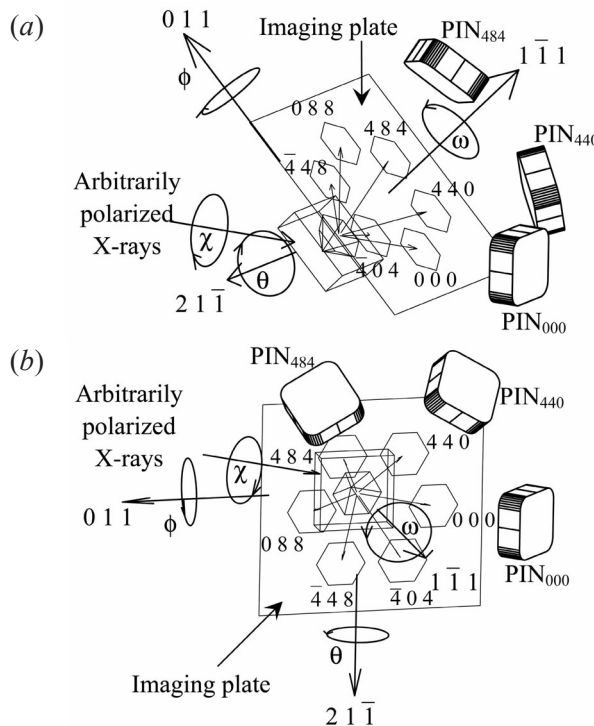 (a)
0 1 1
Imaging plate
PIN484
1 1̅ 1
ϕ
0 8 8
4 8 4
ω
PIN440
4̅ 4 8
Arbitrarily
polarized
X-rays
4 4 0
χ
θ
4̅ 0 4
0 0 0
2 1 1̅
PIN000
(b)
PIN484
Arbitrarily
polarized
X-rays
PIN440
4 8 4
4 4 0
χ
0 1 1
ϕ
ω
0 0 0
0 8 8
1 1̅ 1
PIN000
4̅ 4 8
4̅ 0 4
θ
Imaging plate
2 1 1̅